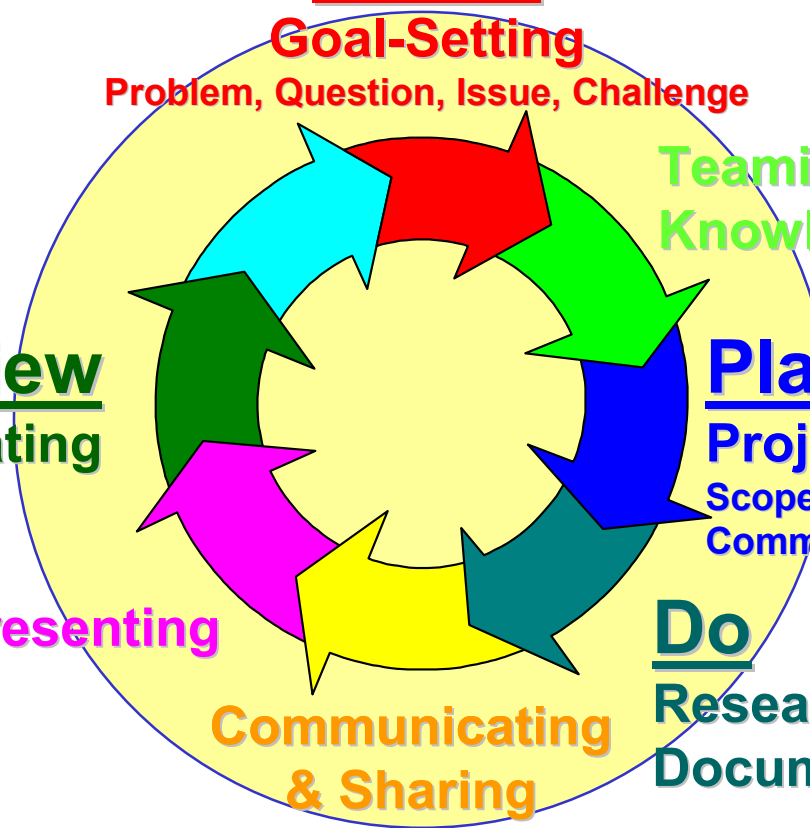 Goal-Setting
Problem, Question, Issue, Challenge
Teami
Knowl
Pla
Proj
Scope
Comm
Do
Resea
Docum
Communicating
& Sharing
resenting
iew
ting